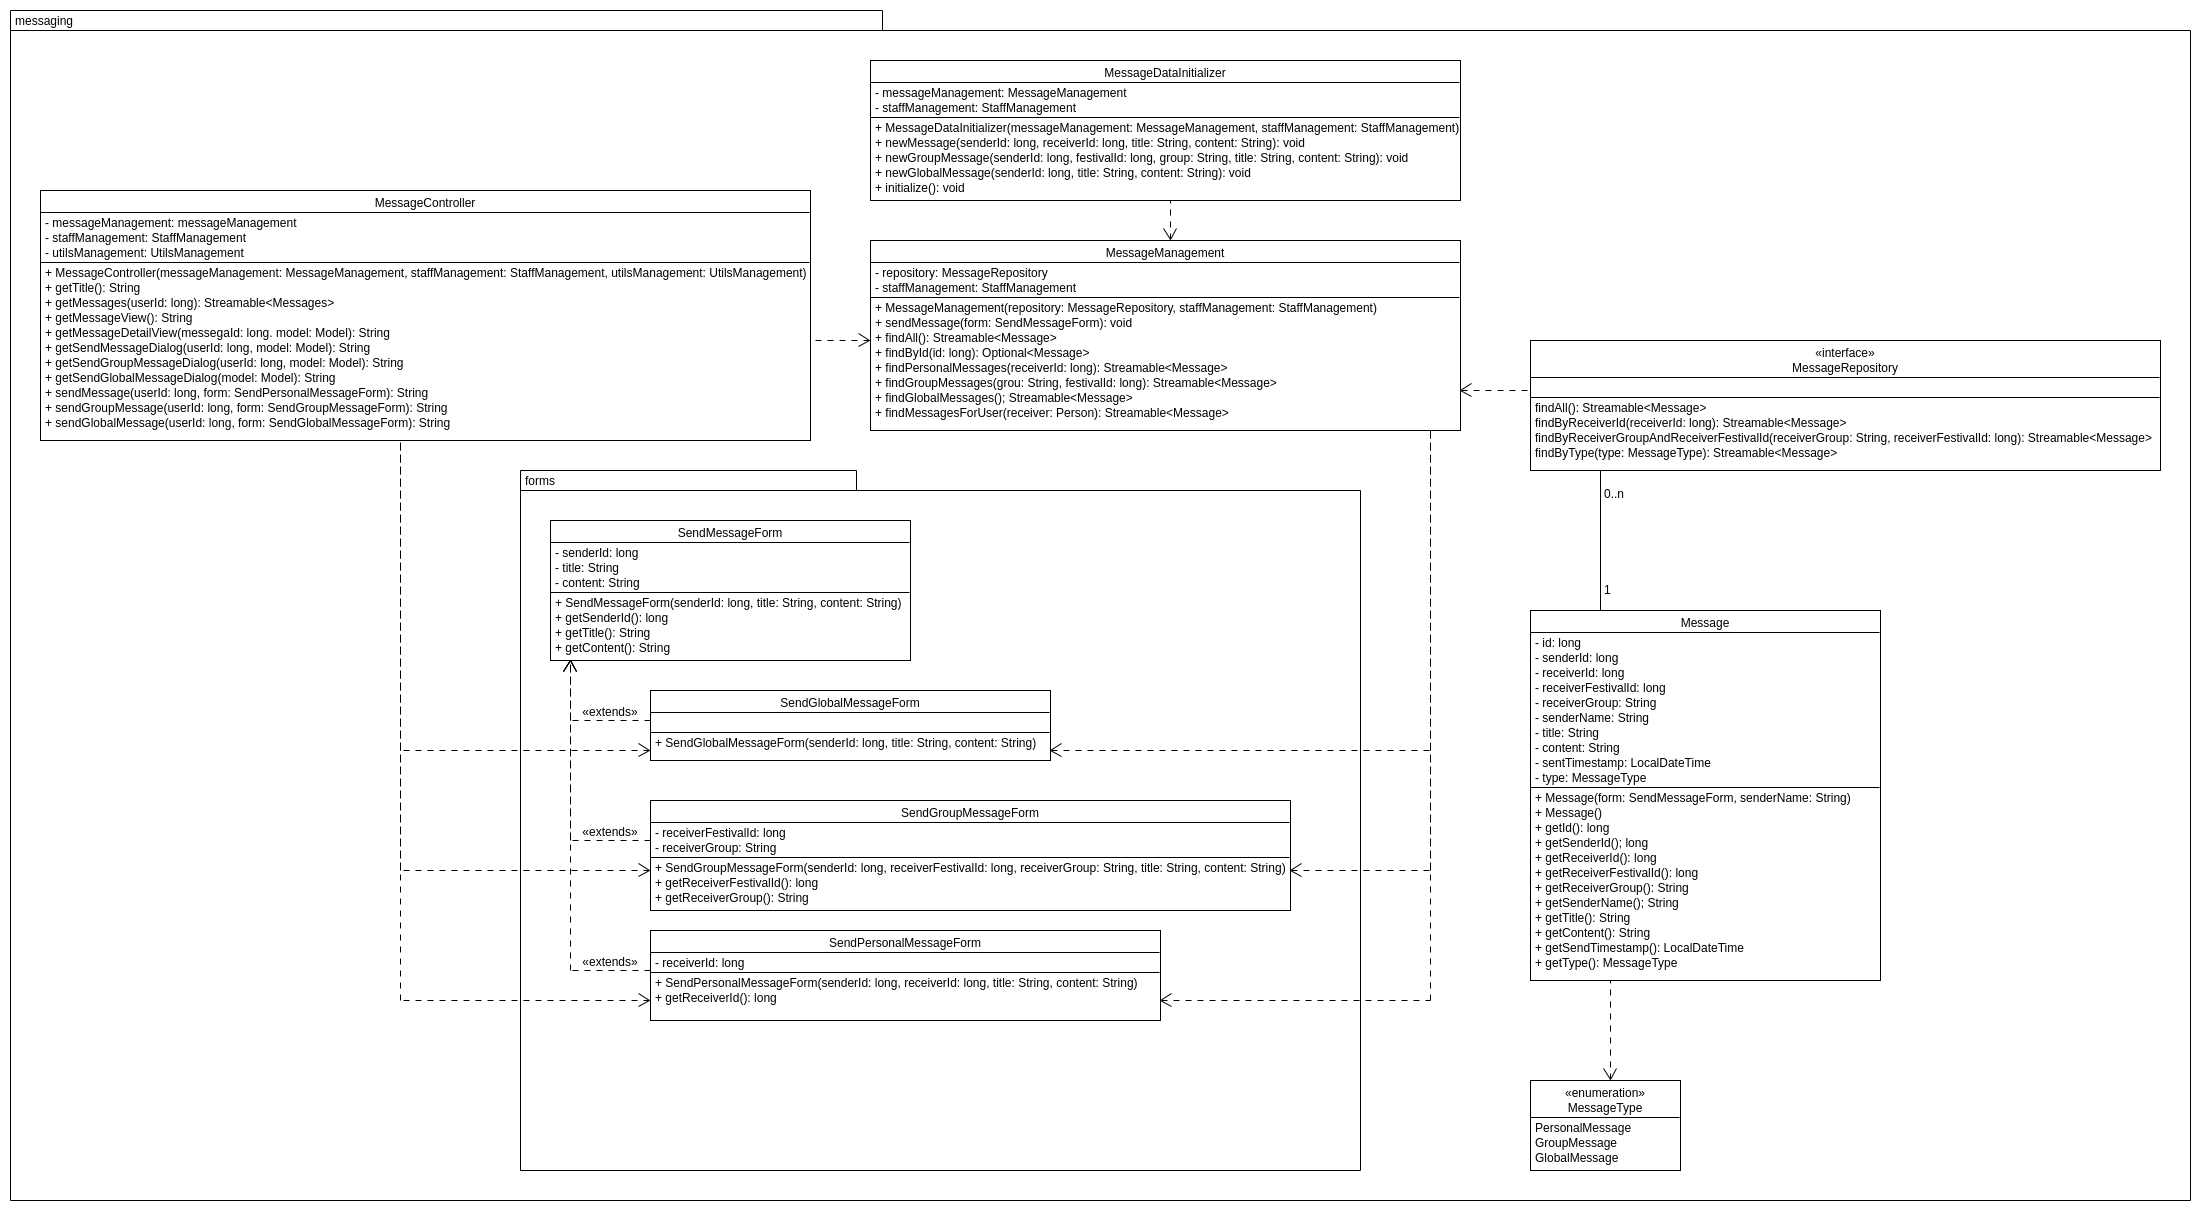 messaging
MessageDataInitializer
- messageManagement: MessageManagement
- staffManagement: StaffManagement
+ MessageDataInitializer(messageManagement: MessageManagement, staffManagement: StaffManagement)
+ newMessage(senderId: long, receiverId: long, title: String, content: String): void
+ newGroupMessage(senderId: long, festivalId: long, group: String, title: String, content: String): void
+ newGlobalMessage(senderId: long, title: String, content: String): void
+ initialize(): void
MessageController
- messageManagement: messageManagement
- staffManagement: StaffManagement
- utilsManagement: UtilsManagement
+ MessageController(messageManagement: MessageManagement, staffManagement: StaffManagement, utilsManagement: UtilsManagement)
+ getTitle(): String
+ getMessages(userId: long): Streamable<Messages>
+ getMessageView(): String
+ getMessageDetailView(messegaId: long. model: Model): String
+ getSendMessageDialog(userId: long, model: Model): String
+ getSendGroupMessageDialog(userId: long, model: Model): String
+ getSendGlobalMessageDialog(model: Model): String
+ sendMessage(userId: long, form: SendPersonalMessageForm): String
+ sendGroupMessage(userId: long, form: SendGroupMessageForm): String
+ sendGlobalMessage(userId: long, form: SendGlobalMessageForm): String
MessageManagement
- repository: MessageRepository
- staffManagement: StaffManagement
+ MessageManagement(repository: MessageRepository, staffManagement: StaffManagement)
+ sendMessage(form: SendMessageForm): void
+ findAll(): Streamable<Message>
+ findById(id: long): Optional<Message>
+ findPersonalMessages(receiverId: long): Streamable<Message>
+ findGroupMessages(grou: String, festivalId: long): Streamable<Message>
+ findGlobalMessages(); Streamable<Message>
+ findMessagesForUser(receiver: Person): Streamable<Message>
«interface»
MessageRepository
findAll(): Streamable<Message>
findByReceiverId(receiverId: long): Streamable<Message>
findByReceiverGroupAndReceiverFestivalId(receiverGroup: String, receiverFestivalId: long): Streamable<Message>
findByType(type: MessageType): Streamable<Message>
0..n
1
forms
SendMessageForm
- senderId: long
- title: String
- content: String
+ SendMessageForm(senderId: long, title: String, content: String)
+ getSenderId(): long
+ getTitle(): String
+ getContent(): String
«extends»
SendGlobalMessageForm
+ SendGlobalMessageForm(senderId: long, title: String, content: String)
«extends»
SendGroupMessageForm
- receiverFestivalId: long
- receiverGroup: String
+ SendGroupMessageForm(senderId: long, receiverFestivalId: long, receiverGroup: String, title: String, content: String)
+ getReceiverFestivalId(): long
+ getReceiverGroup(): String
«extends»
SendPersonalMessageForm
- receiverId: long
+ SendPersonalMessageForm(senderId: long, receiverId: long, title: String, content: String)
+ getReceiverId(): long
Message
- id: long
- senderId: long
- receiverId: long
- receiverFestivalId: long
- receiverGroup: String
- senderName: String
- title: String
- content: String
- sentTimestamp: LocalDateTime
- type: MessageType
+ Message(form: SendMessageForm, senderName: String)
+ Message()
+ getId(): long
+ getSenderId(); long
+ getReceiverId(): long
+ getReceiverFestivalId(): long
+ getReceiverGroup(): String
+ getSenderName(); String
+ getTitle(): String
+ getContent(): String
+ getSendTimestamp(): LocalDateTime
+ getType(): MessageType
«enumeration»
MessageType
PersonalMessage
GroupMessage
GlobalMessage